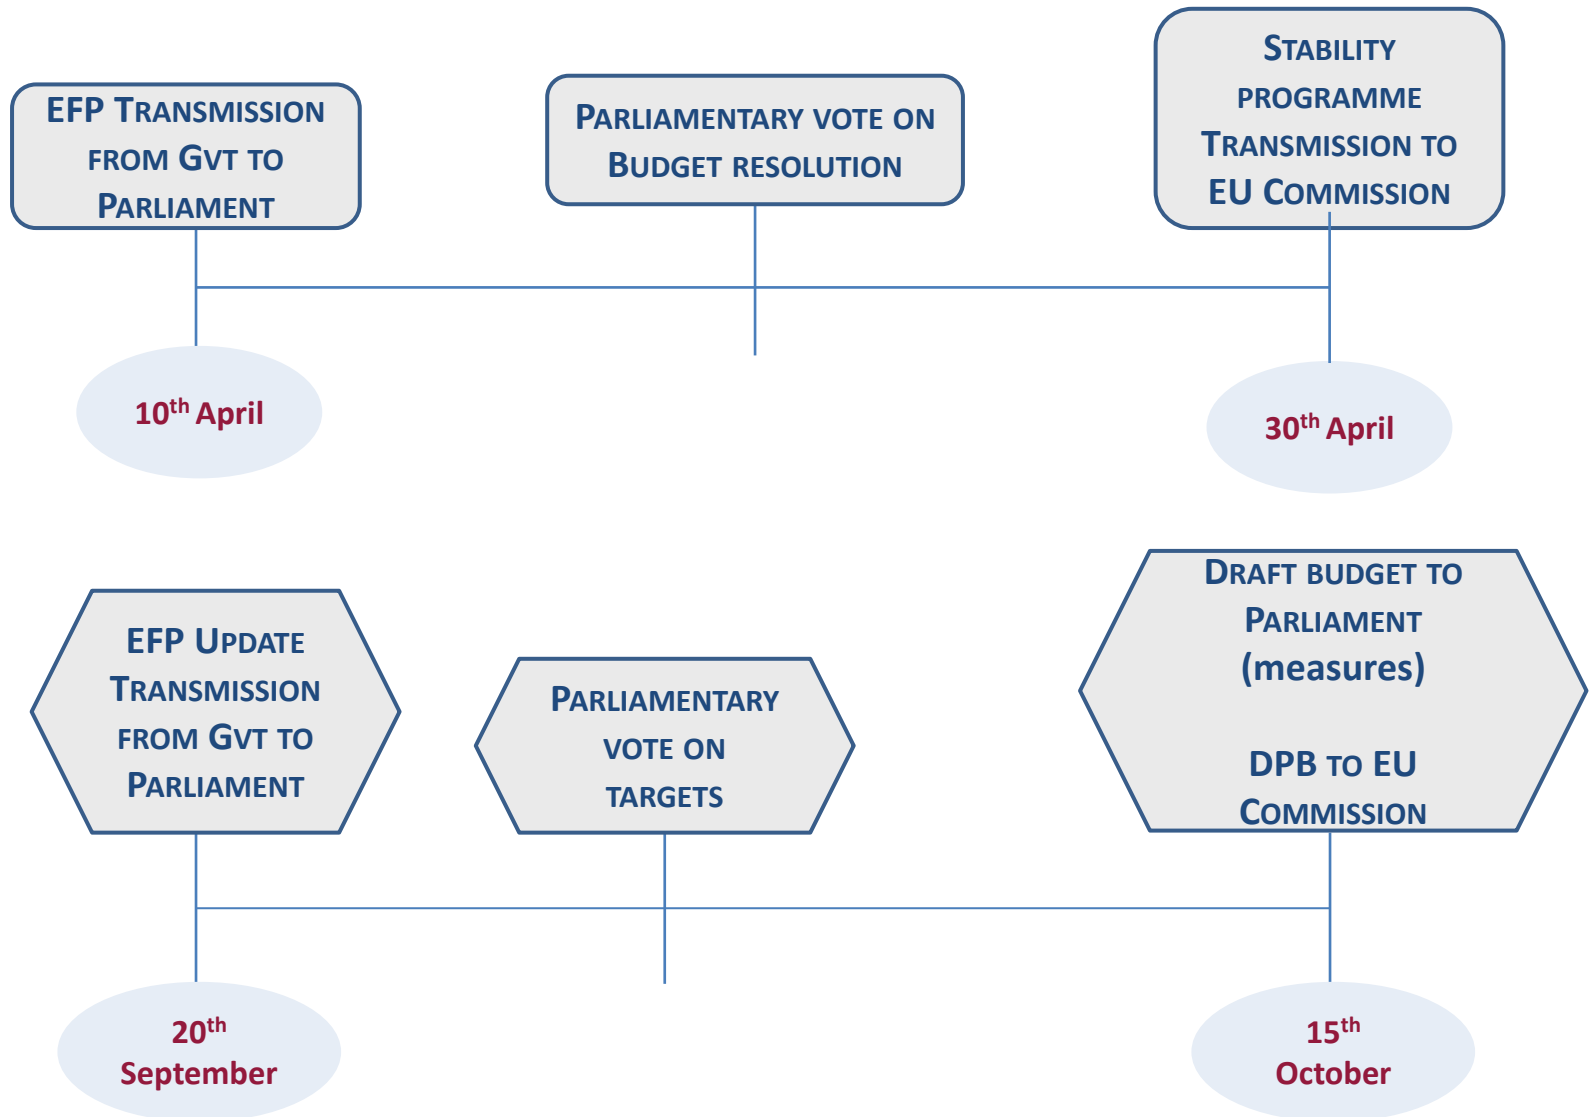 EFP Transmission
from Gvt to
Parliament
Parliamentary vote on
Budget resolution
Stability
programme
Transmission to
EU Commission
10th April
30th April
EFP Update
Transmission
from Gvt to
Parliament
Parliamentary
vote on
targets
Draft budget to
Parliament
(measures)
DPB to EU
Commission
20th
September
15th
October